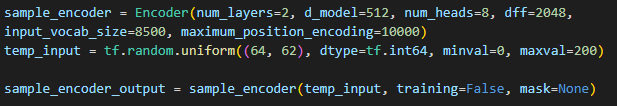 sample_encoder = Encoder(num_layers=2, d_model=512, num_heads=8, dff=2048,
input_vocab_size=8500, maximum_position_encoding=10000)
temp_input = tf.random.uniform((64, 62), dtype=tf.int64, minval=0, maxval=200)
sample_encoder_output = sample_encoder(temp_input, training=False, mask=None)